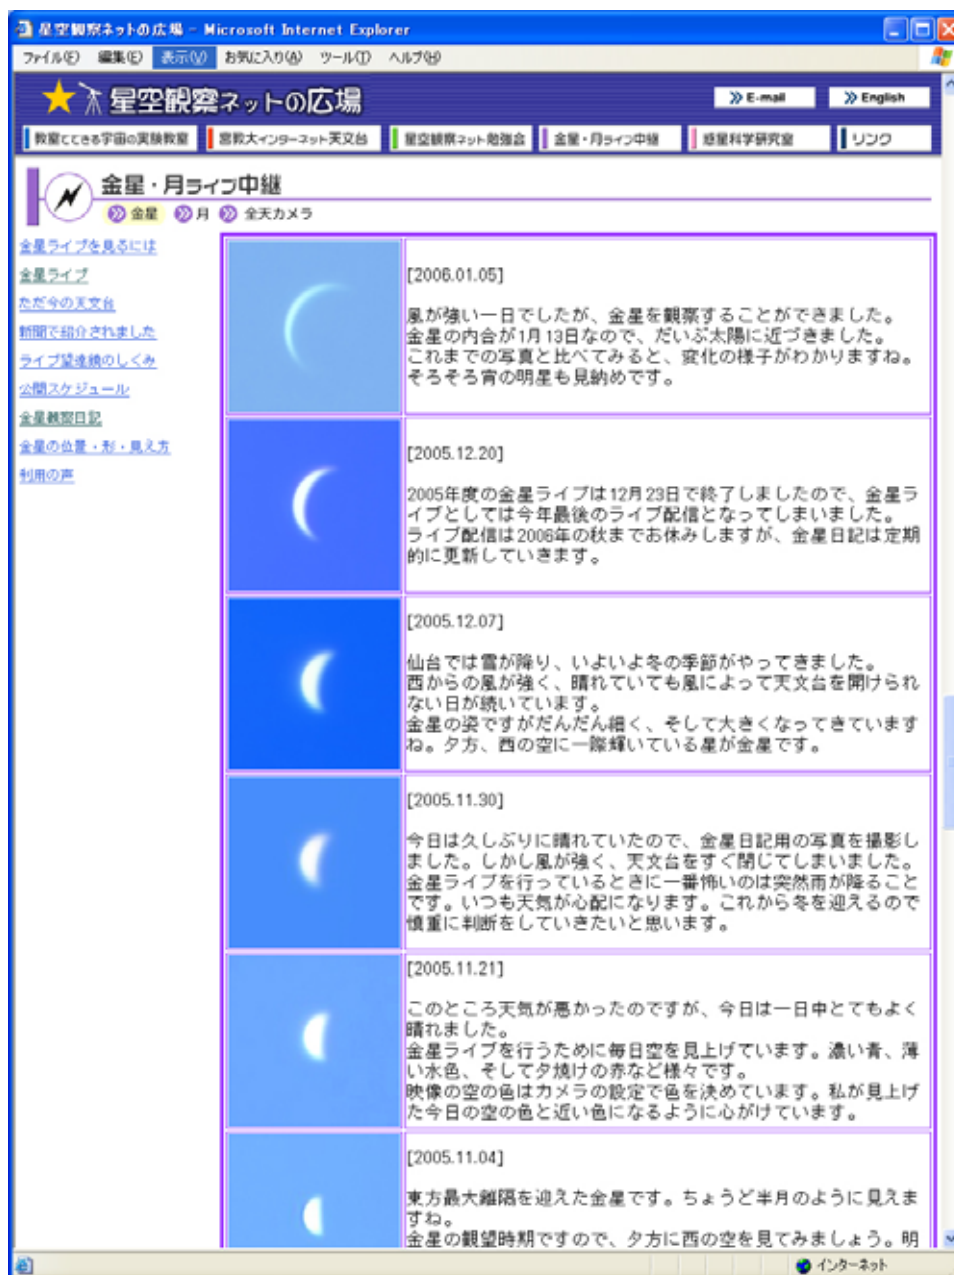 星空観察ネットの広場 - Microsoft Internet Explorer
ファイル(F) 編集(E) 表示(V) お気に入り(A) ツール(T) ヘルプ(H)
星空観察ネットの広場
E-mail
English
教室でできる宇宙の実験教室
宮教大インターネット天文台
星空観察ネット勉強会
金星・月ライブ中継
惑星科学研究室
リンク
金星・月ライブ中継
金星 月 全天カメラ
金星ライブを見るには
金星ライブ
ただ今の天文台
新聞で紹介されました
ライブ望遠鏡のしくみ
公開スケジュール
金星観察日記
金星の位置・形・見え方
利用の声
[2006.01.05]
風が強い一日でしたが、金星を観察することができました。
金星の内合が1月13日なので、だいぶ太陽に近づきました。
これまでの写真と比べてみると、変化の様子がわかりますね。
そろそろ宵の明星も見納めです。
[2005.12.20]
2005年度の金星ライブは12月23日で終了しましたので、金星ラ
イブとしては今年最後のライブ配信となってしまいました。
ライブ配信は2006年の秋までお休みしますが、金星日記は定期
的に更新していきます。
[2005.12.07]
仙台では雪が降り、いよいよ冬の季節がやってきました。
西からの風が強く、晴れていても風によって天文台を開けられ
ない日が続いています。
金星の姿ですがだんだん細く、そして大きくなってきています
ね。夕方、西の空に一際輝いている星が金星です。
[2005.11.30]
今日は久しぶりに晴れていたので、金星日記用の写真を撮影し
ました。しかし風が強く、天文台をすぐ閉じてしまいました。
金星ライブを行っているときに一番怖いのは突然雨が降ること
です。いつも天気が心配になります。これから冬を迎えるので
慎重に判断をしていきたいと思います。
[2005.11.21]
このところ天気が悪かったのですが、今日は一日中とてもよく
晴れました。
金星ライブを行うために毎日空を見上げています。濃い青、薄
い水色、そして夕焼けの赤など様々です。
映像の空の色はカメラの設定で色を決めています。私が見上げ
た今日の空の色と近い色になるように心がけています。
[2005.11.04]
東方最大離隔を迎えた金星です。ちょうど半月のように見えま
すね。
金星の観望時期ですので、夕方に西の空を見てみましょう。明
インターネット